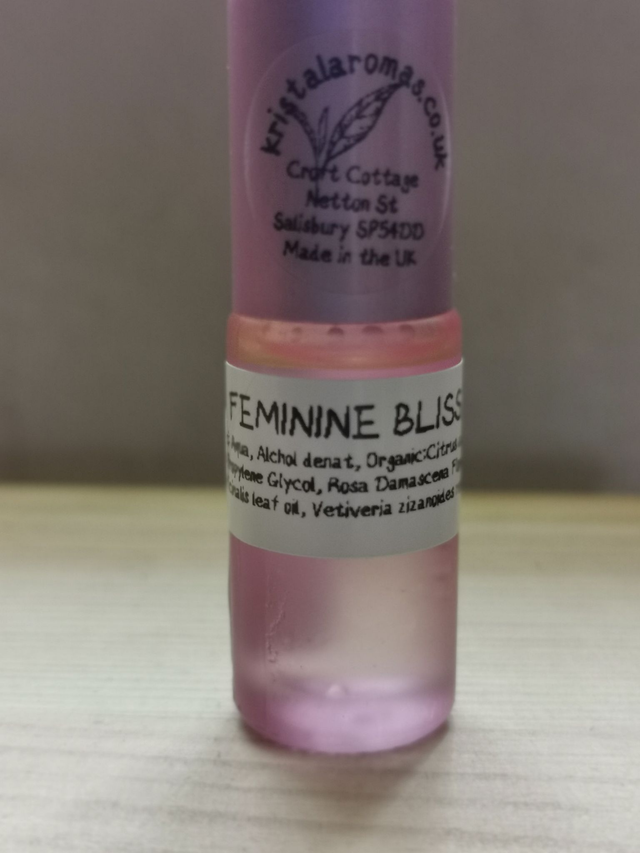 kristalaromas.co.uk
Croft Cottage
Netton St
Salisbury SP54DD
Made in the UK
FEMININE BLISS
Aqua, Alchol denat, Organic:Citrus
Glycol, Rosa Damascena
leaf oil, Vetiveria zizanoides